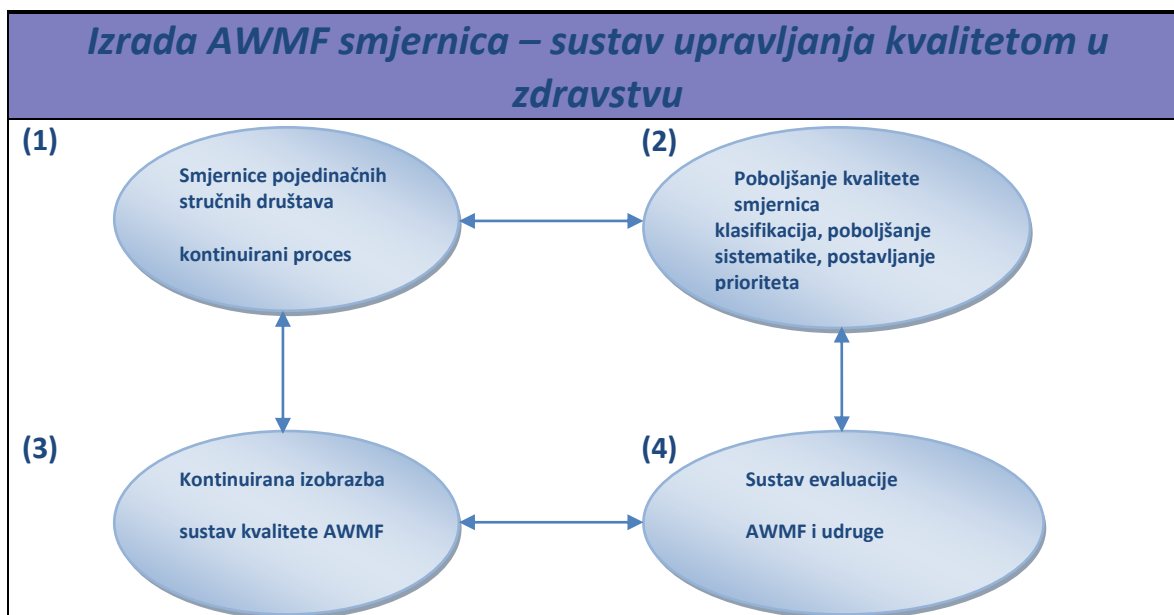 Izrada AWMF smjernica – sustav upravljanja kvalitetom u
zdravstvu
(1)
Smjernice pojedinačnih
stručnih društava
kontinuirani proces
(2)
Poboljšanje kvalitete
smjernica
klasifikacija, poboljšanje
sistematike, postavljanje
prioriteta
(3)
Kontinuirana izobrazba
sustav kvalitete AWMF
(4)
Sustav evaluacije
AWMF i udruge